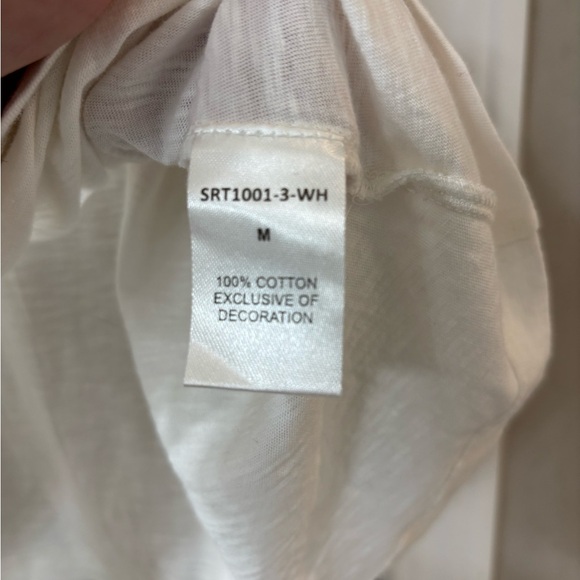 SRT1001-3-WH
M
100% COTTON
EXCLUSIVE OF
DECORATION